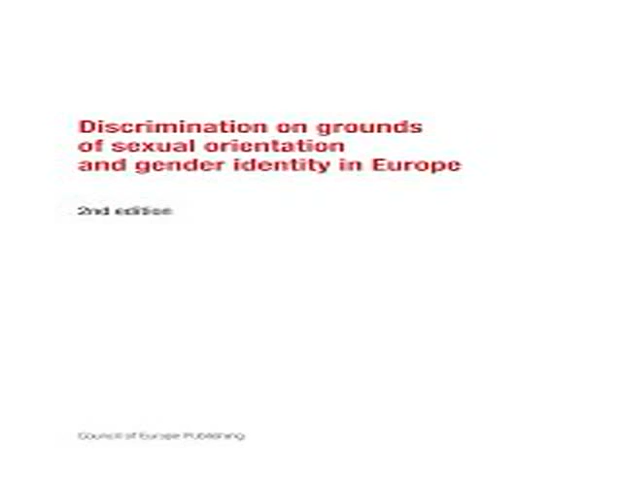 Discrimination on grounds
of sexual orientation
and gender identity in Europe
2nd edition
Council of Europe Publishing